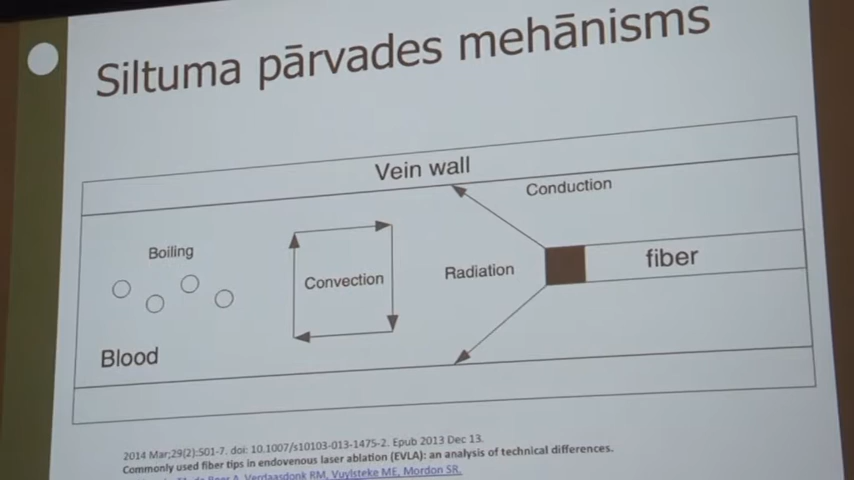 Siltuma pārvades mehānisms
Vein wall
Conduction
Boiling
Convection
Radiation
fiber
Blood
2014 Mar;29(2):501-7. doi: 10.1007/s10103-013-1475-2. Epub 2013 Dec 13.
Commonly used fiber tips in endovenous laser ablation (EVLA): an analysis of technical differences.
de Boer A, Verdaasdonk RM, Vuylsteke ME, Mordon SR.